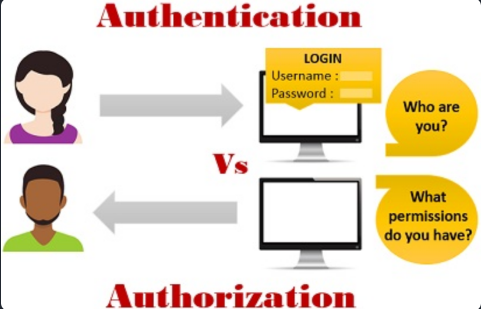 Authentication
LOGIN
Username :
Password :
Who are
you?
Vs
What
permissions
do you have?
Authorization